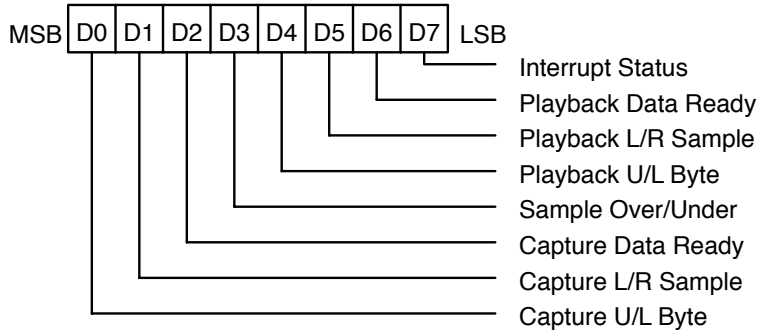 MSB D0 D1 D2 D3 D4 D5 D6 D7 LSB
Interrupt Status
Playback Data Ready
Playback L/R Sample
Playback U/L Byte
Sample Over/Under
Capture Data Ready
Capture L/R Sample
Capture U/L Byte